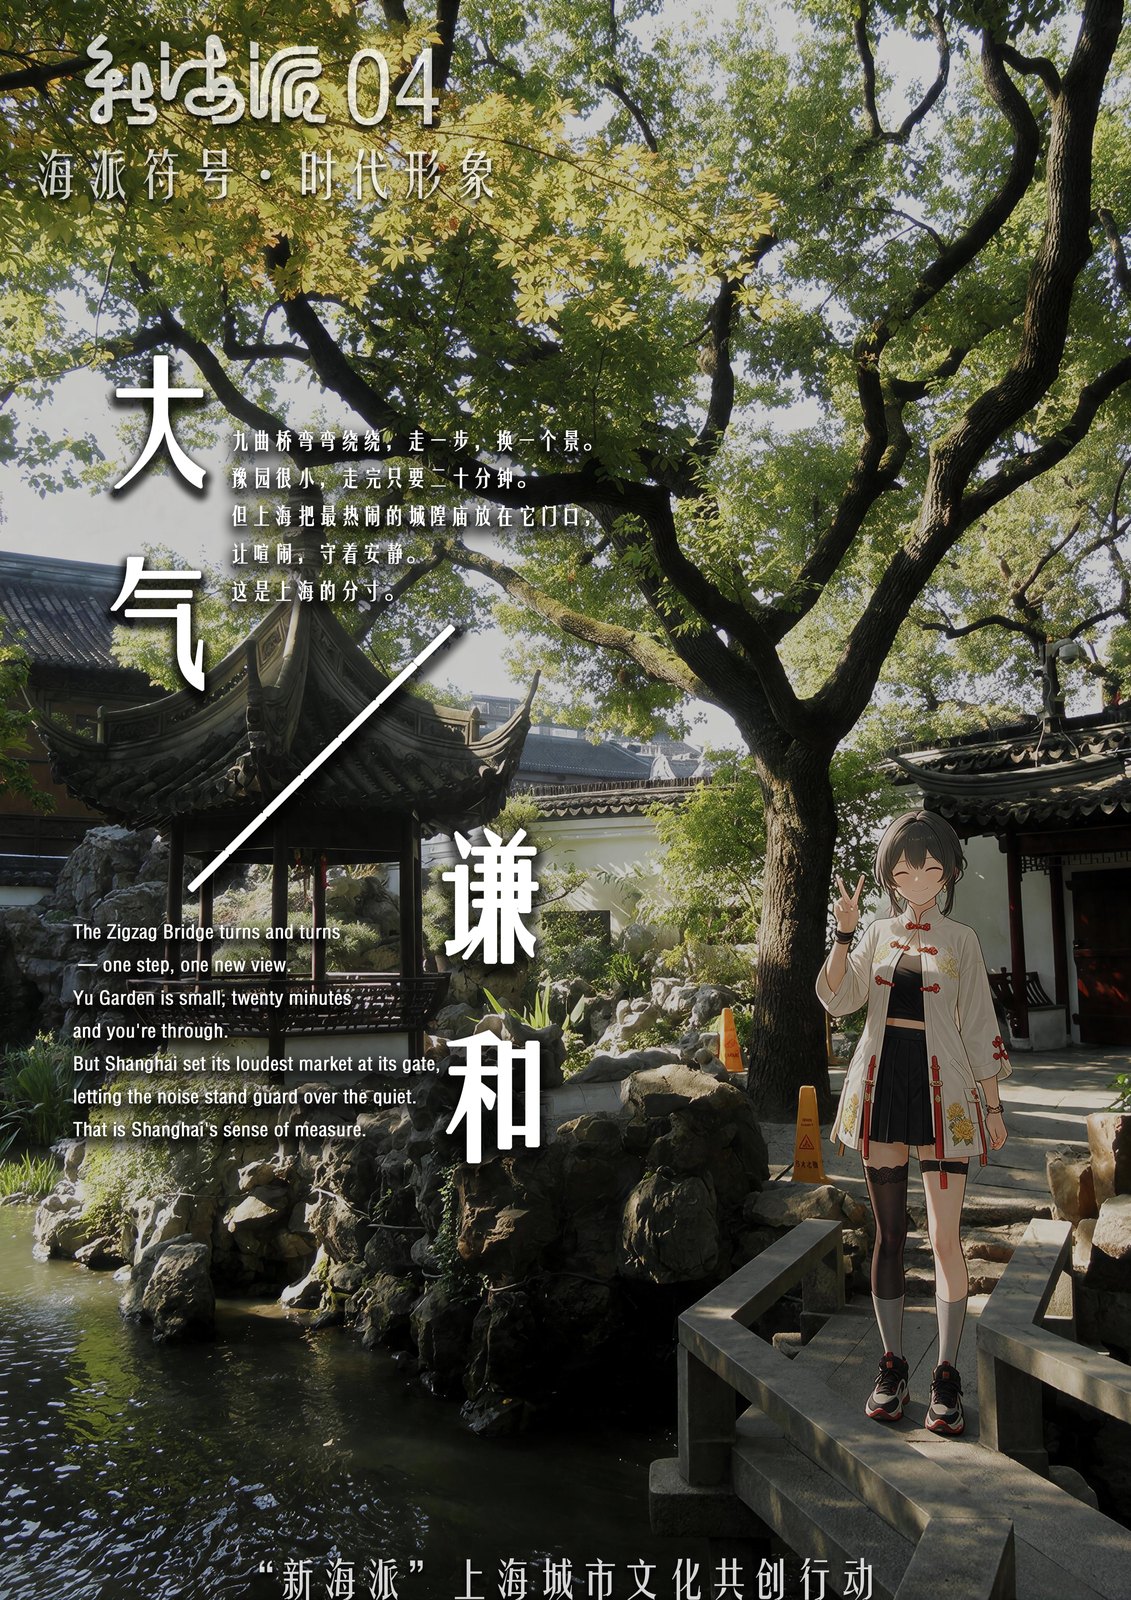 新海派 04
海派符号·时代形象
大气
九曲桥弯弯绕绕，走一步，换一个景。
豫园很小，走完只要二十分钟。
但上海把最热闹的城隍庙放在它门口，
让喧闹，守着安静。
这是上海的分寸。
谦和
The Zigzag Bridge turns and turns
— one step, one new view.
Yu Garden is small; twenty minutes
and you're through.
But Shanghai set its loudest market at its gate,
letting the noise stand guard over the quiet.
That is Shanghai's sense of measure.
“新海派”上海城市文化共创行动